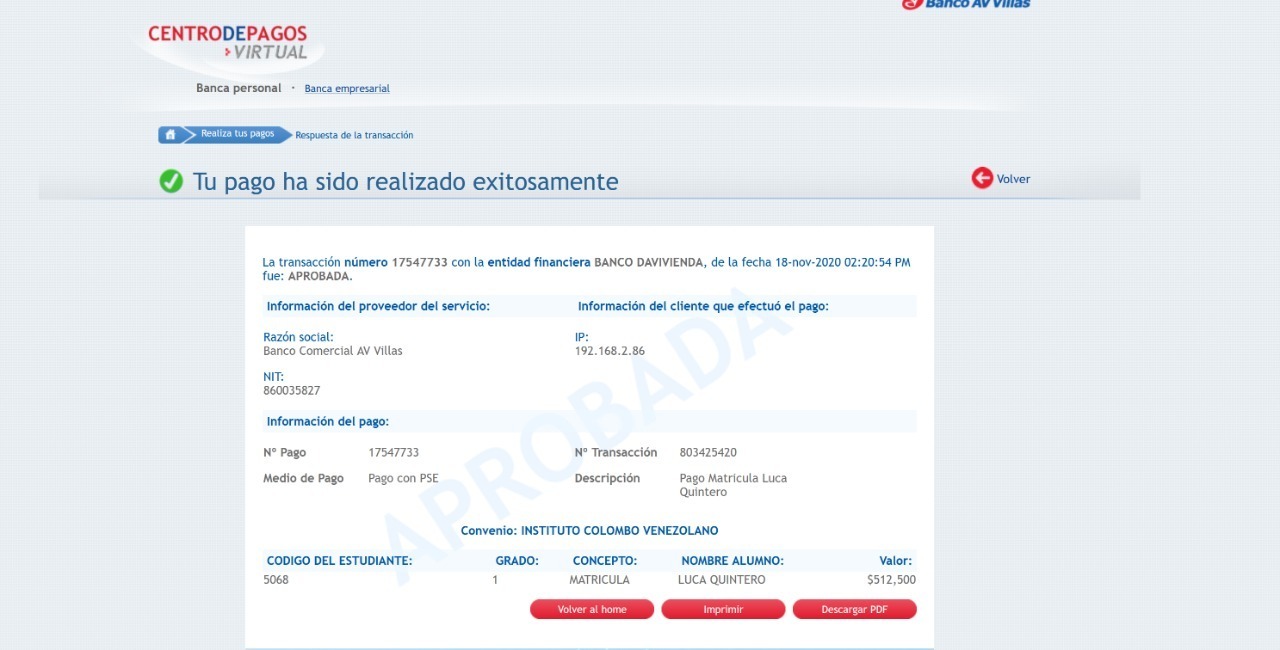 Banco AV Villas
CENTRODEPAGOS
VIRTUAL
Banca personal · Banca empresarial
Realiza tus pagos Respuesta de la transacción
Tu pago ha sido realizado exitosamente
Volver
La transacción número 17547733 con la entidad financiera BANCO DAVIVIENDA, de la fecha 18-nov-2020 02:20:54 PM
fue: APROBADA.
Información del proveedor del servicio: Información del cliente que efectuó el pago:
Razón social: IP:
Banco Comercial AV Villas 192.168.2.86
NIT:
860035827
Información del pago:
Nº Pago 17547733 Nº Transacción 803425420
Medio de Pago Pago con PSE Descripción Pago Matricula Luca
Quintero
APROBADA
Convenio: INSTITUTO COLOMBO VENEZOLANO
CODIGO DEL ESTUDIANTE: GRADO: CONCEPTO: NOMBRE ALUMNO: Valor:
5068 1 MATRICULA LUCA QUINTERO $512,500
Volver al home Imprimir Descargar PDF